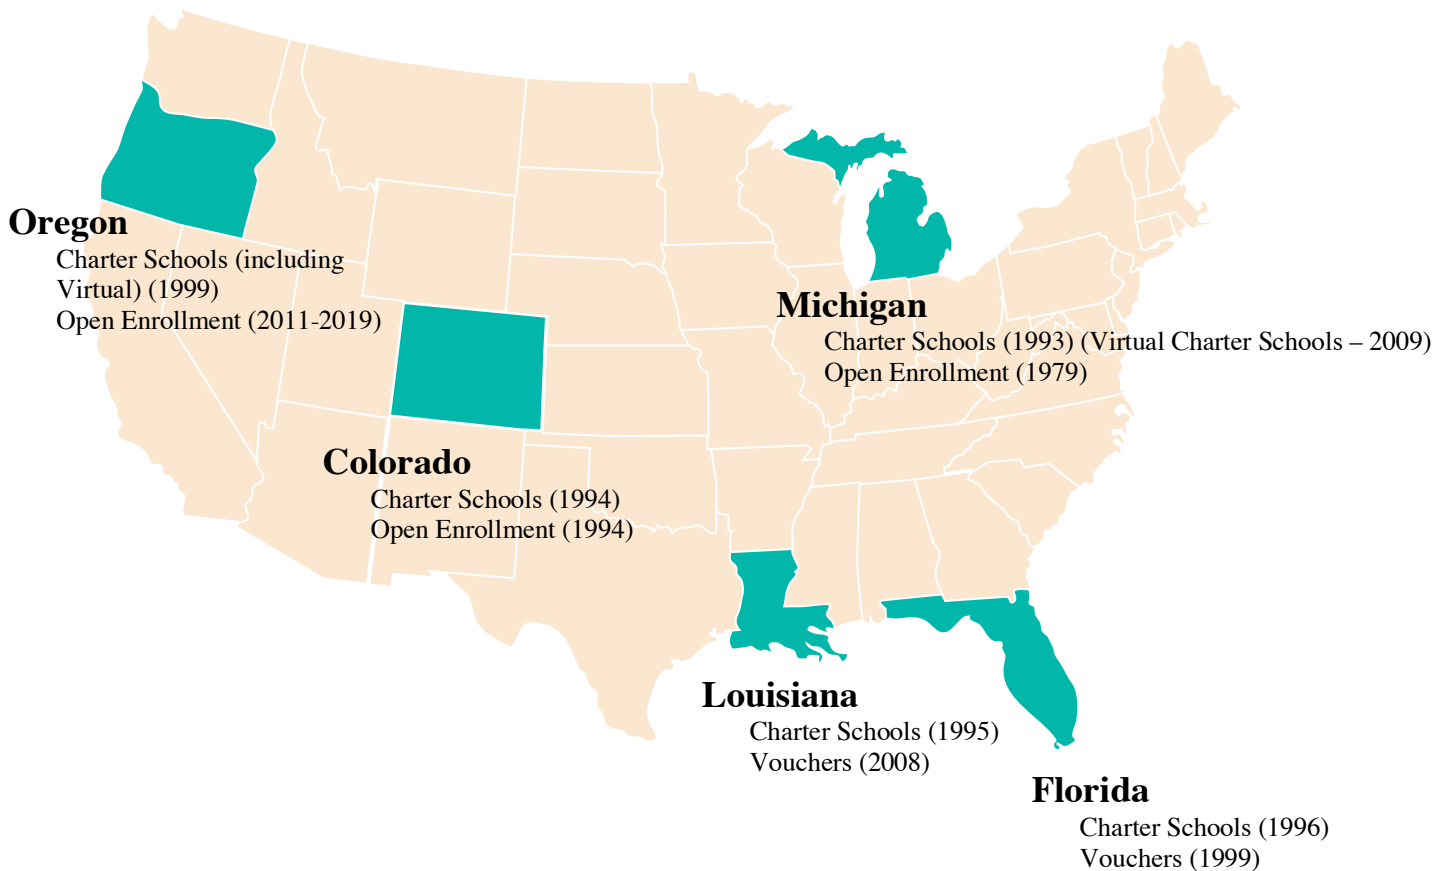 Oregon
Charter Schools (including
Virtual) (1999)
Open Enrollment (2011-2019)
Michigan
Charter Schools (1993) (Virtual Charter Schools – 2009)
Open Enrollment (1979)
Colorado
Charter Schools (1994)
Open Enrollment (1994)
Louisiana
Charter Schools (1995)
Vouchers (2008)
Florida
Charter Schools (1996)
Vouchers (1999)